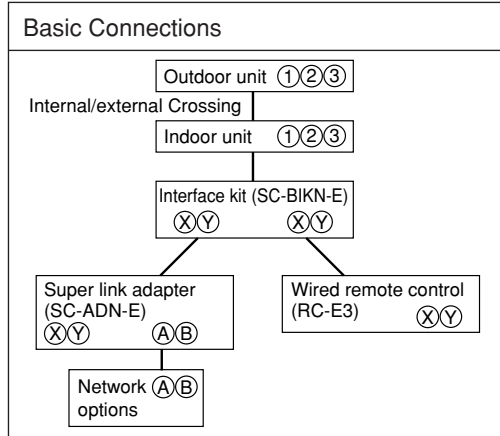 Basic Connections
Outdoor unit ①②③
Internal/external Crossing
Indoor unit ①②③
Interface kit (SC-BIKN-E)
ⓍⓎ ⓍⓎ
Super link adapter
(SC-ADN-E)
ⓍⓎ ⒶⒷ
Wired remote control
(RC-E3) ⓍⓎ
Network ⒶⒷ
options